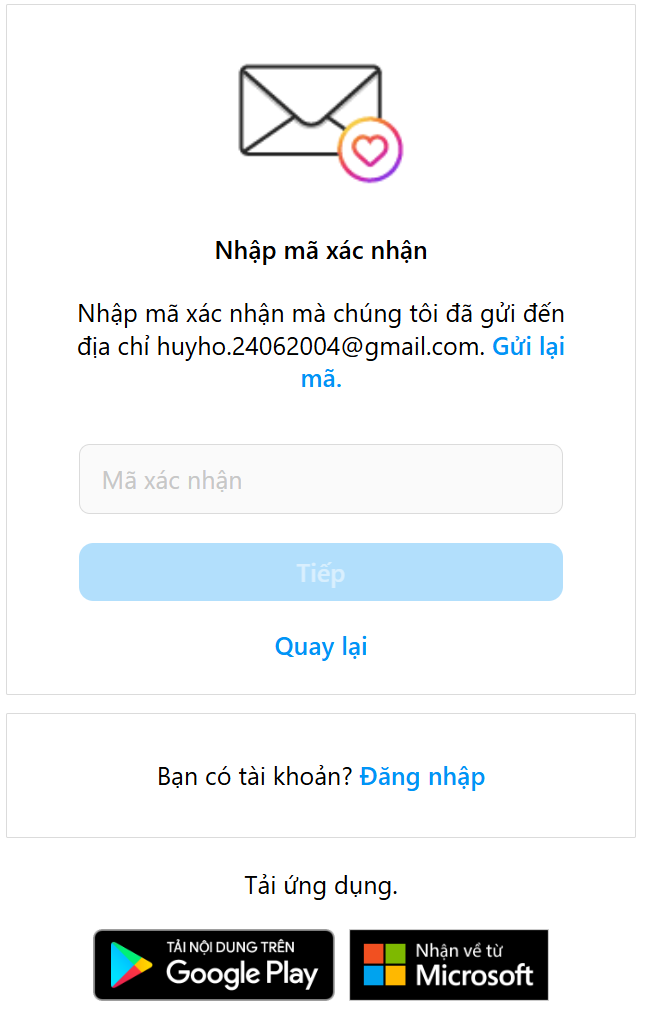 Nhập mã xác nhận
Nhập mã xác nhận mà chúng tôi đã gửi đến
địa chỉ huyho.24062004@gmail.com. Gửi lại
mã.
Mã xác nhận
Tiếp
Quay lại
Bạn có tài khoản? Đăng nhập
Tải ứng dụng.
TẢI NỘI DUNG TRÊN
Google Play
Nhận về từ
Microsoft